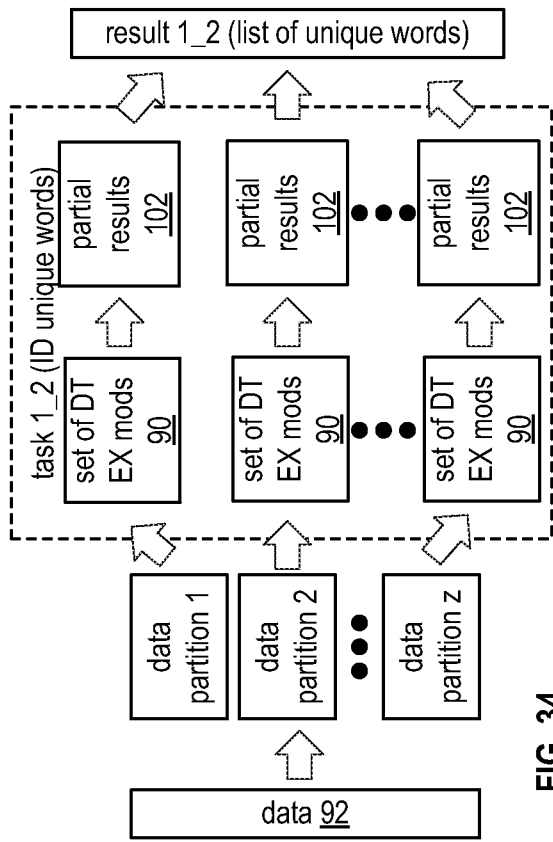 data 92
data
partition 1
data
partition 2
data
partition z
task 1_2 (ID unique words)
set of DT
EX mods
90
set of DT
EX mods
90
set of DT
EX mods
90
partial
results
102
partial
results
102
partial
results
102
result 1_2 (list of unique words)
FIG. 34